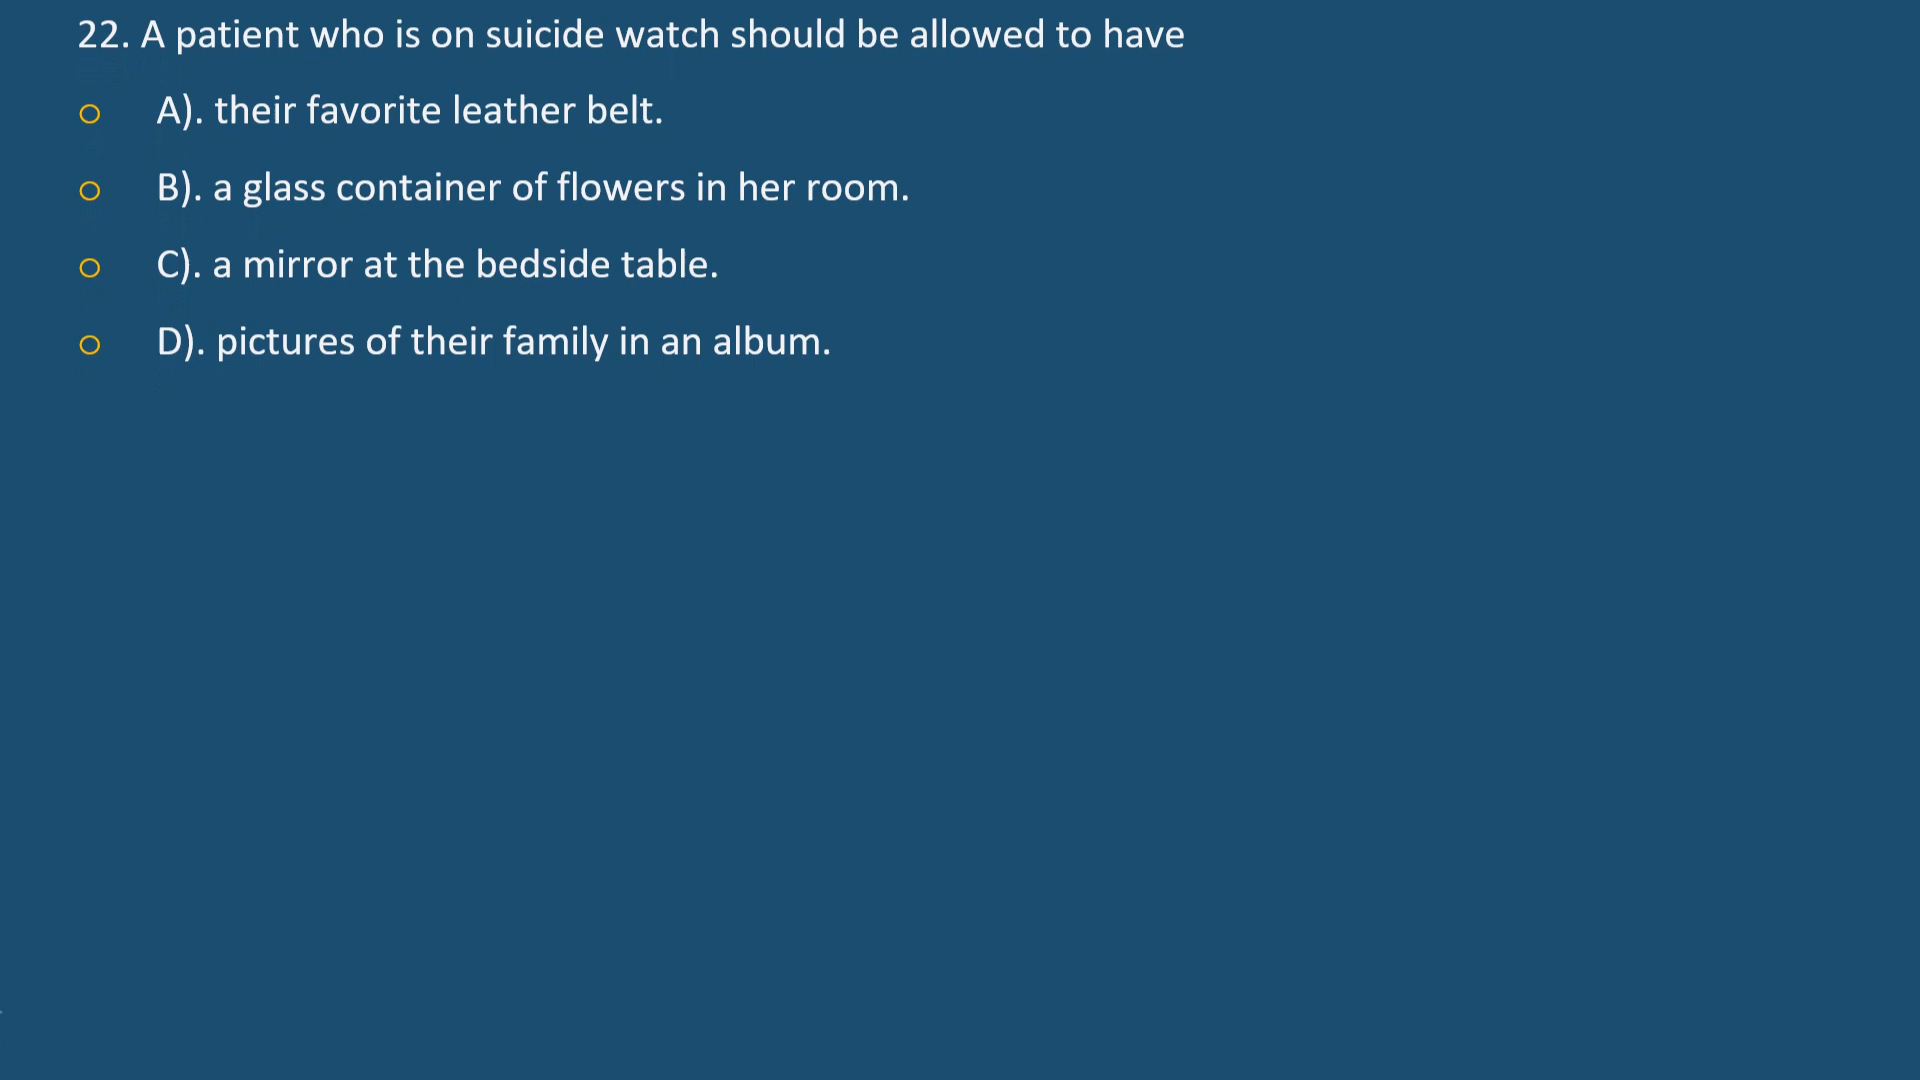 22. A patient who is on suicide watch should be allowed to have
A). their favorite leather belt.
B). a glass container of flowers in her room.
C). a mirror at the bedside table.
D). pictures of their family in an album.